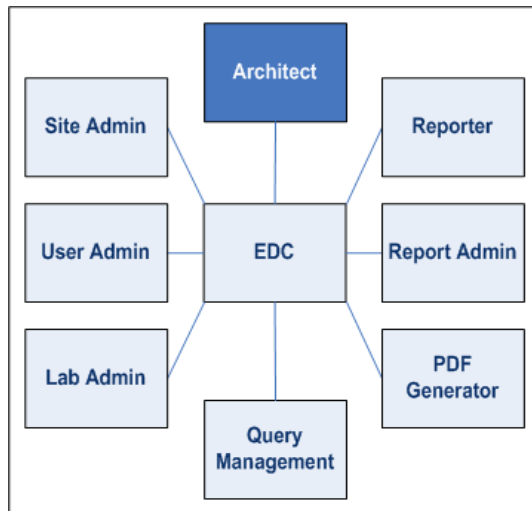 Architect
Site Admin
Reporter
User Admin
EDC
Report Admin
Lab Admin
PDF
Generator
Query
Management